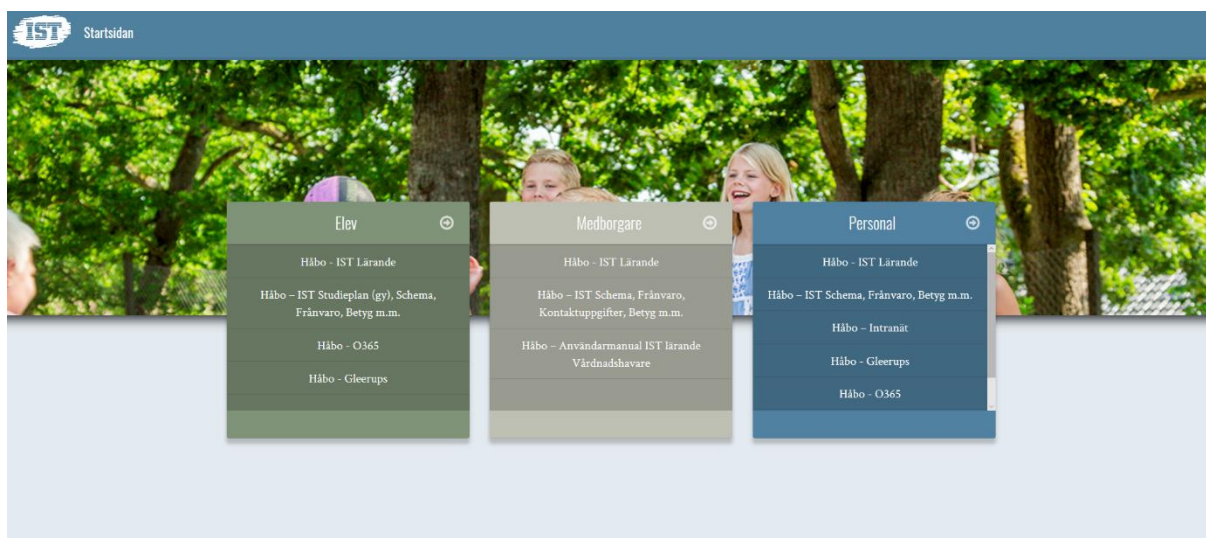 IST Startsidan
Elev
Håbo - IST Lärande
Håbo – IST Studieplan (gy), Schema,
Frånvaro, Betyg m.m.
Håbo - O365
Håbo - Gleerups
Medborgare
Håbo - IST Lärande
Håbo – IST Schema, Frånvaro,
Kontaktuppgifter, Betyg m.m.
Håbo – Användarmanual IST lärande
Vårdnadshavare
Personal
Håbo - IST Lärande
Håbo – IST Schema, Frånvaro, Betyg m.m.
Håbo – Intranät
Håbo - Gleerups
Håbo - O365